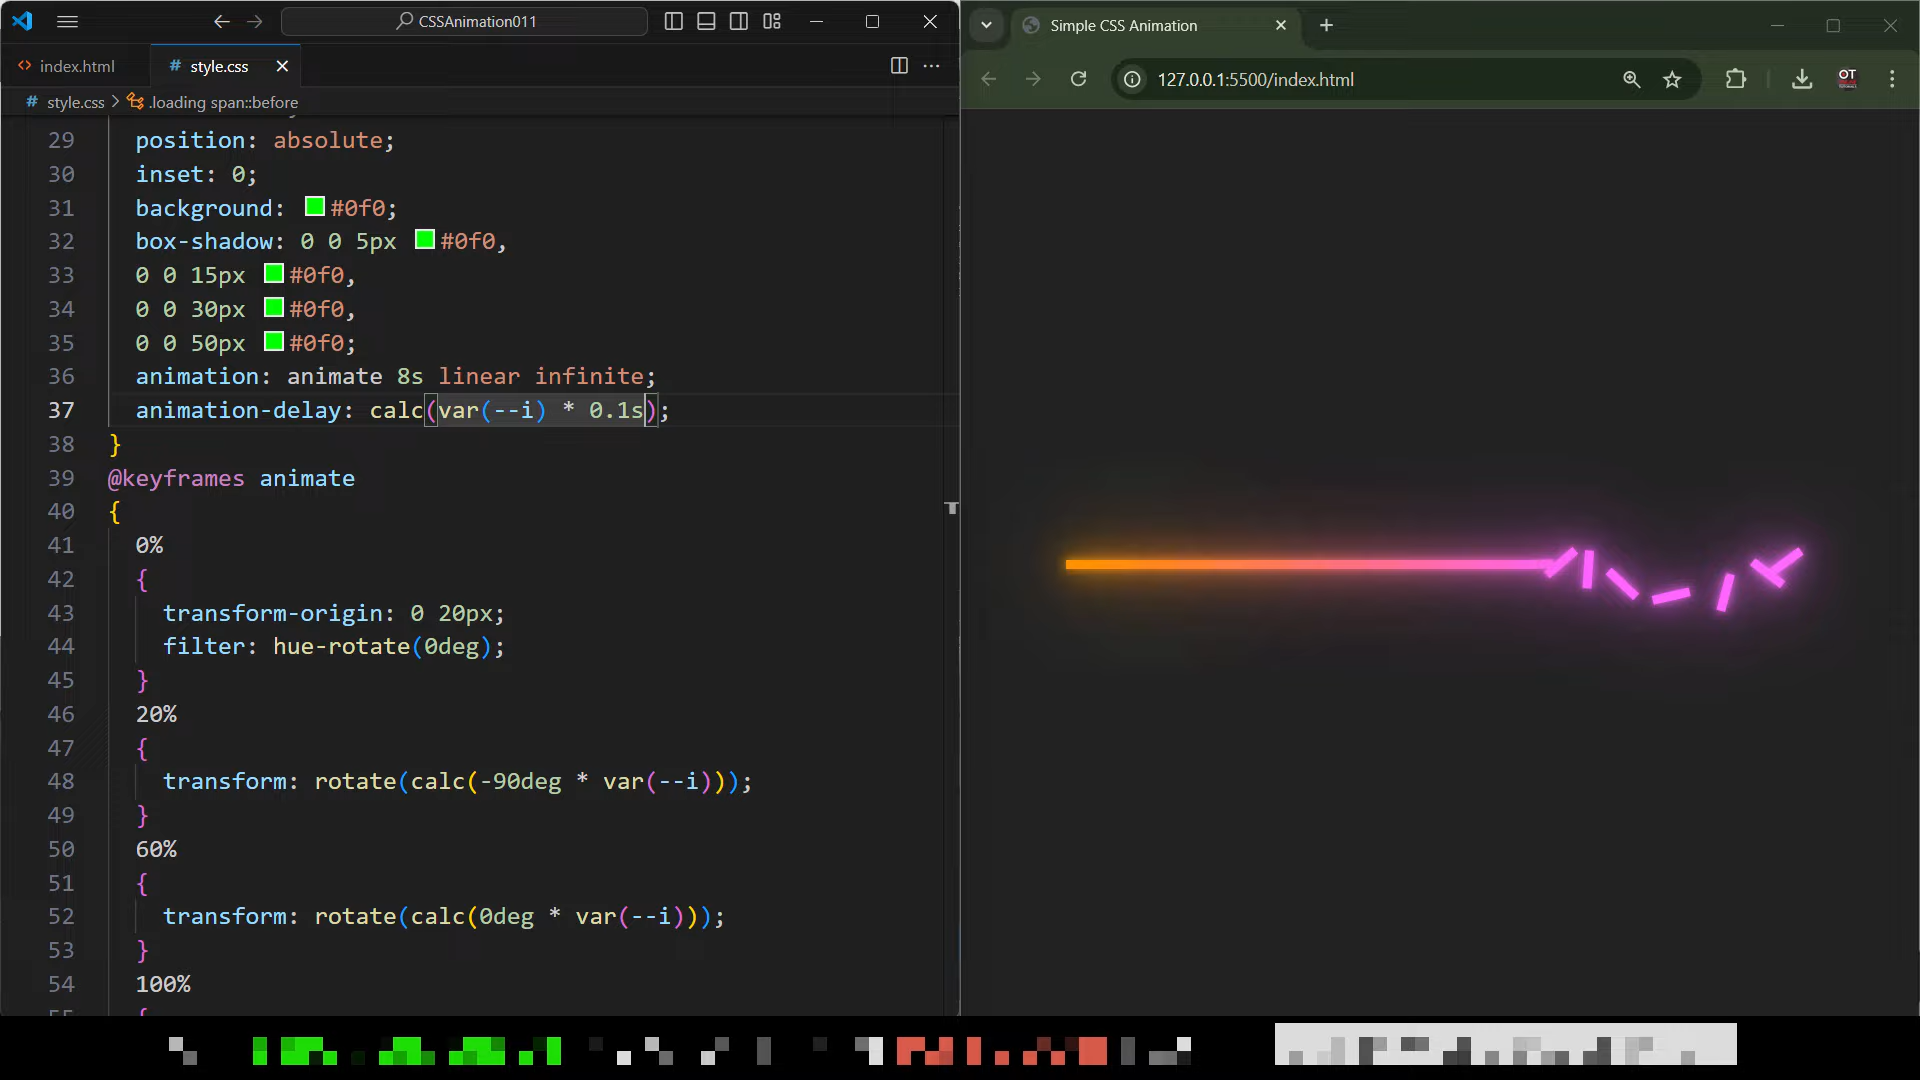 CSSAnimation011
index.html
# style.css
# style.css > .loading span::before
29 position: absolute;
30 inset: 0;
31 background: #0f0;
32 box-shadow: 0 0 5px #0f0,
33 0 0 15px #0f0,
34 0 0 30px #0f0,
35 0 0 50px #0f0;
36 animation: animate 8s linear infinite;
37 animation-delay: calc(var(--i) * 0.1s);
38 }
39 @keyframes animate
40 {
41 0%
42 {
43 transform-origin: 0 20px;
44 filter: hue-rotate(0deg);
45 }
46 20%
47 {
48 transform: rotate(calc(-90deg * var(--i)));
49 }
50 60%
51 {
52 transform: rotate(calc(0deg * var(--i)));
53 }
54 100%
Simple CSS Animation
127.0.0.1:5500/index.html
OT